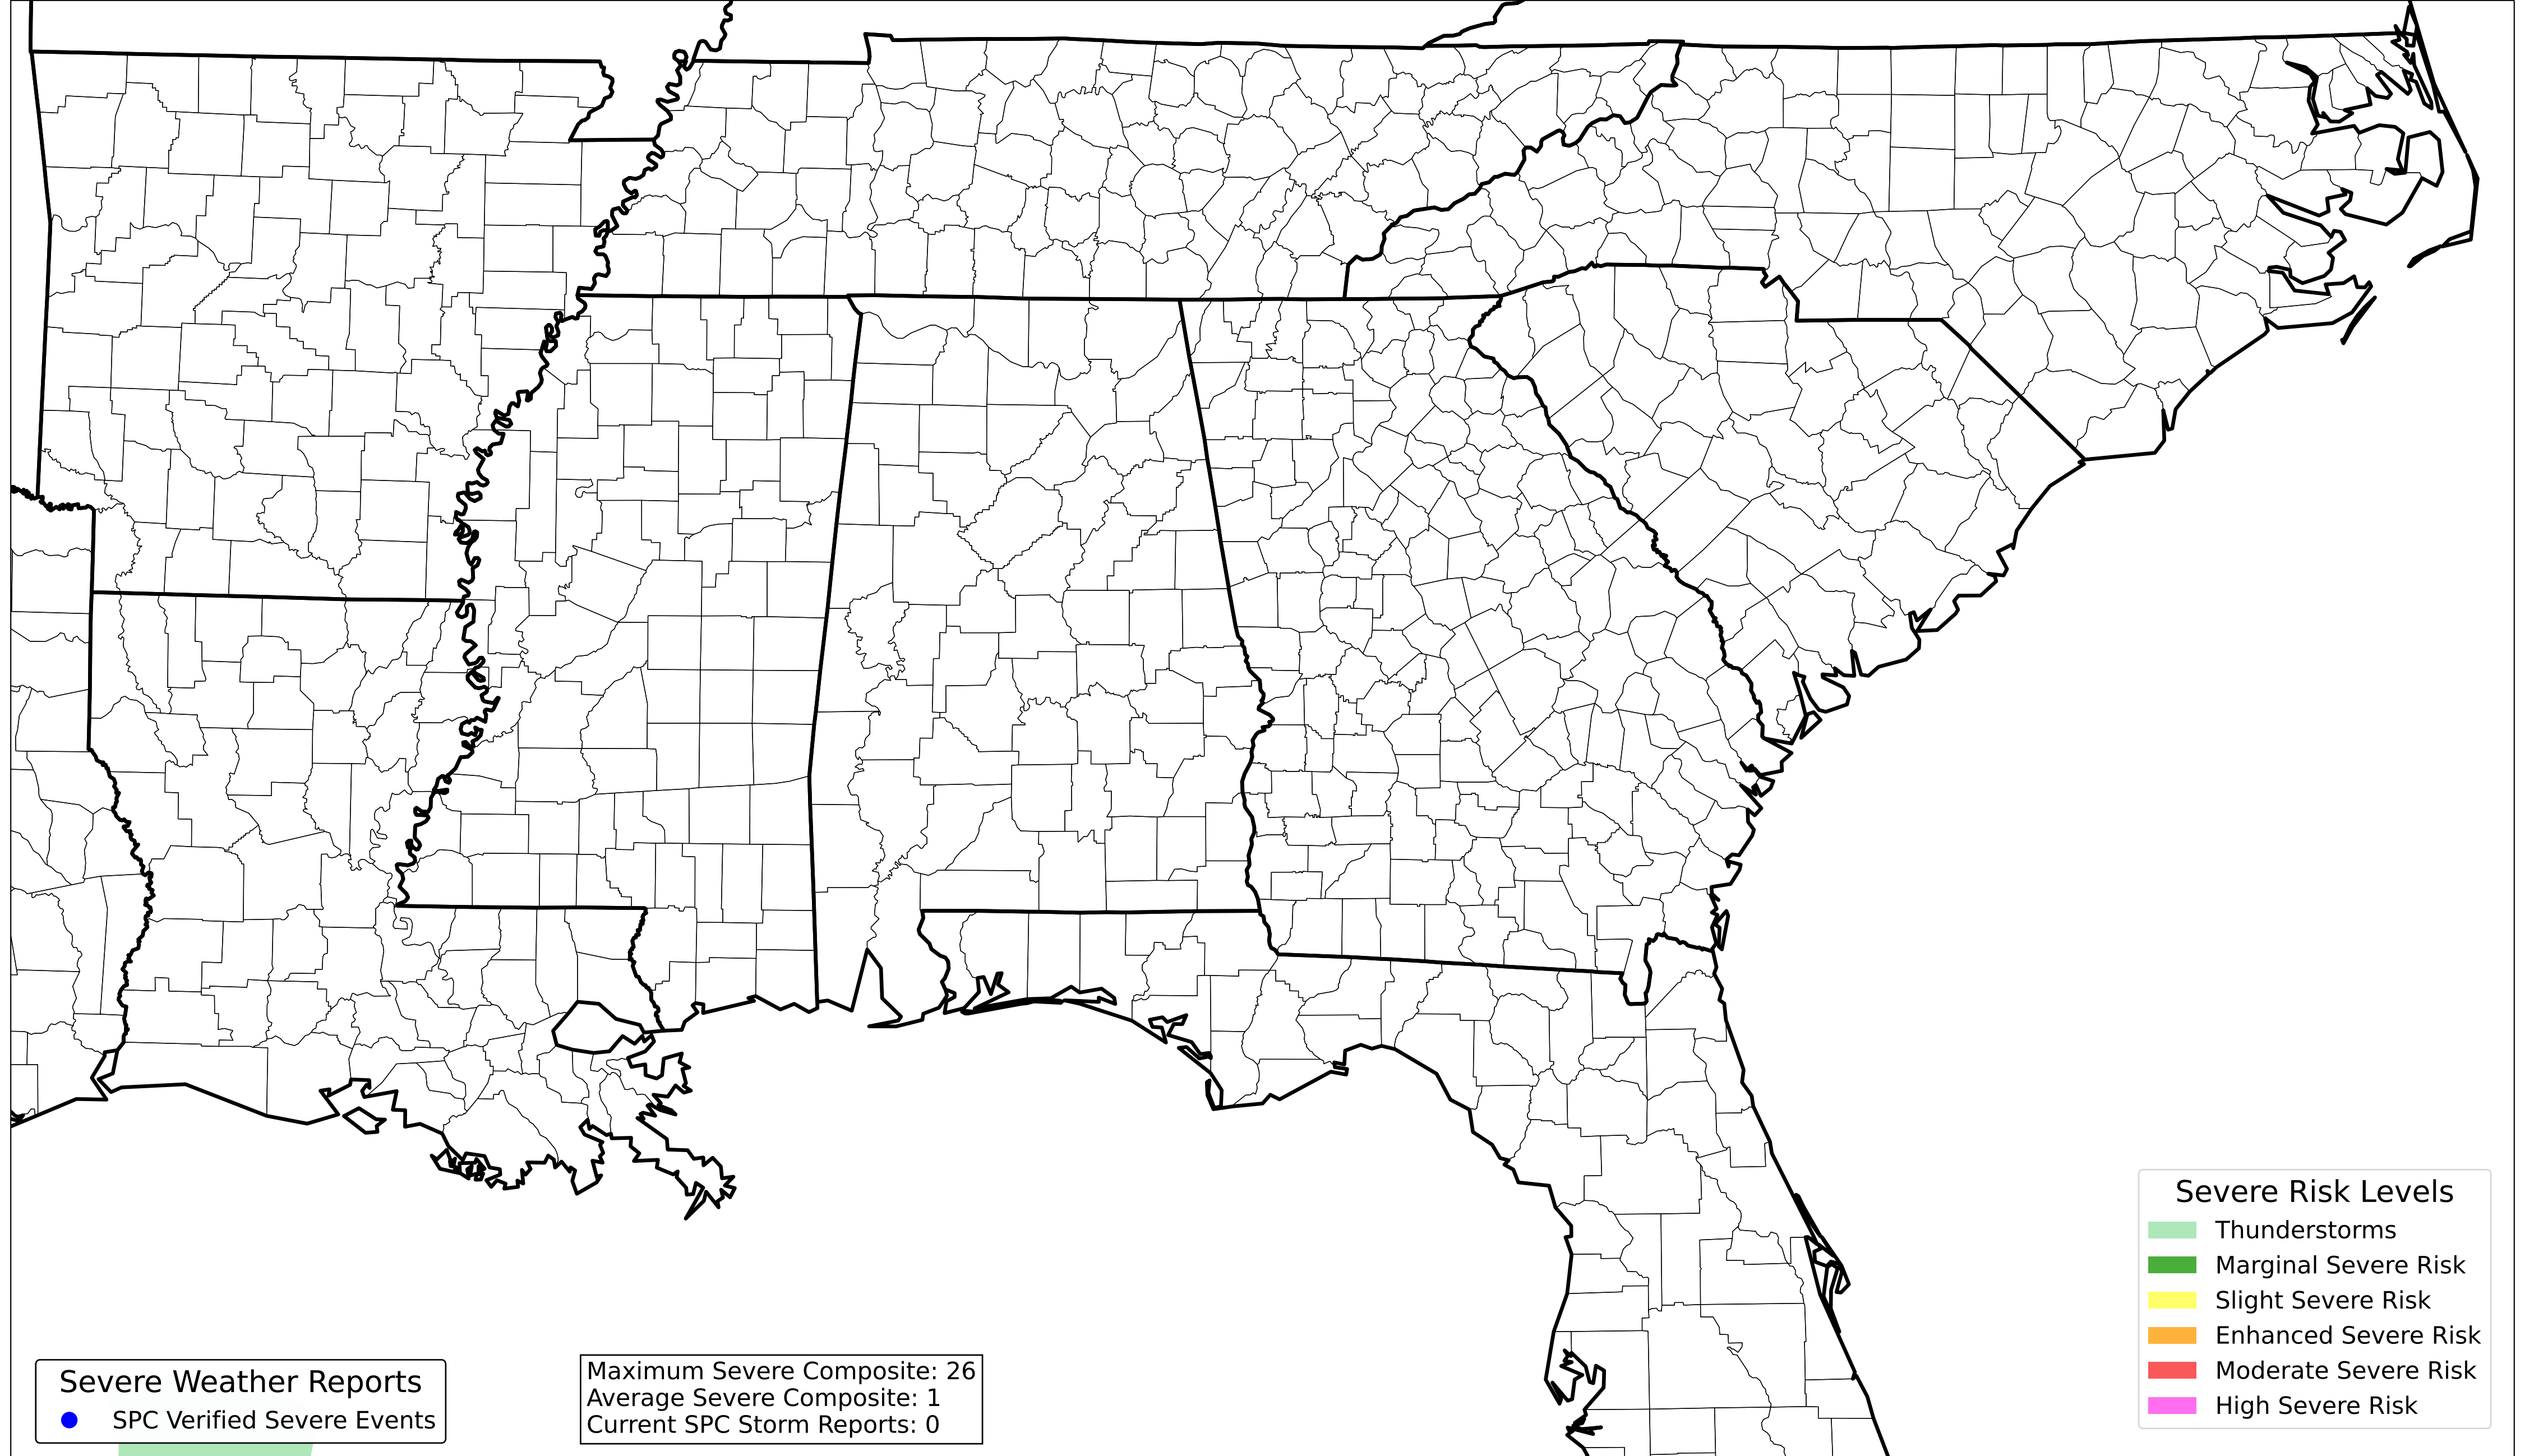 Severe Weather Reports
SPC Verified Severe Events
Maximum Severe Composite: 26
Average Severe Composite: 1
Current SPC Storm Reports: 0
Severe Risk Levels
Thunderstorms
Marginal Severe Risk
Slight Severe Risk
Enhanced Severe Risk
Moderate Severe Risk
High Severe Risk